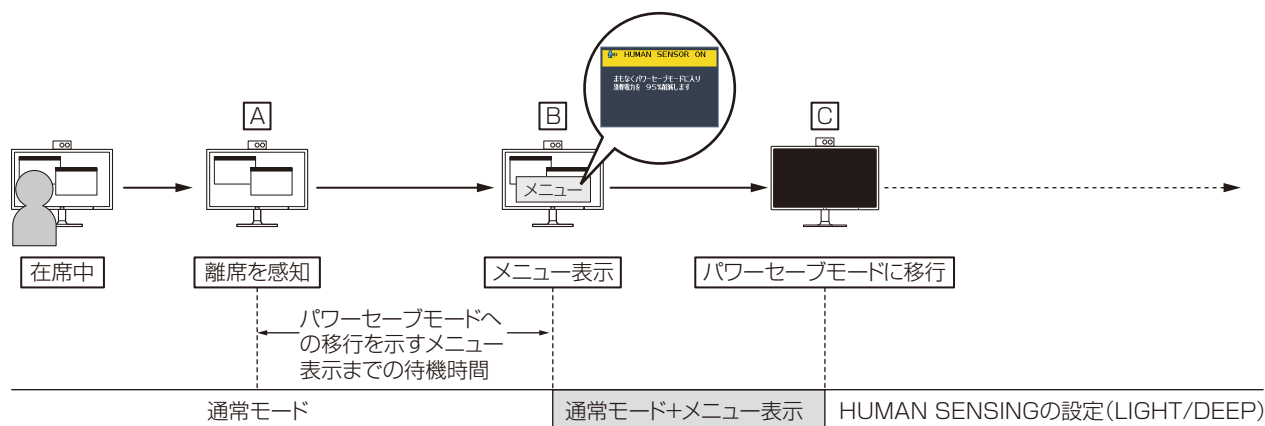 HUMAN SENSOR ON
まもなくパワーセーブモードに入り
消費電力を 95%削減します
A
B
C
メニュー
在席中
離席を感知
メニュー表示
パワーセーブモードに移行
パワーセーブモードへ
の移行を示すメニュー
表示までの待機時間
通常モード
通常モード+メニュー表示
HUMAN SENSINGの設定(LIGHT/DEEP)